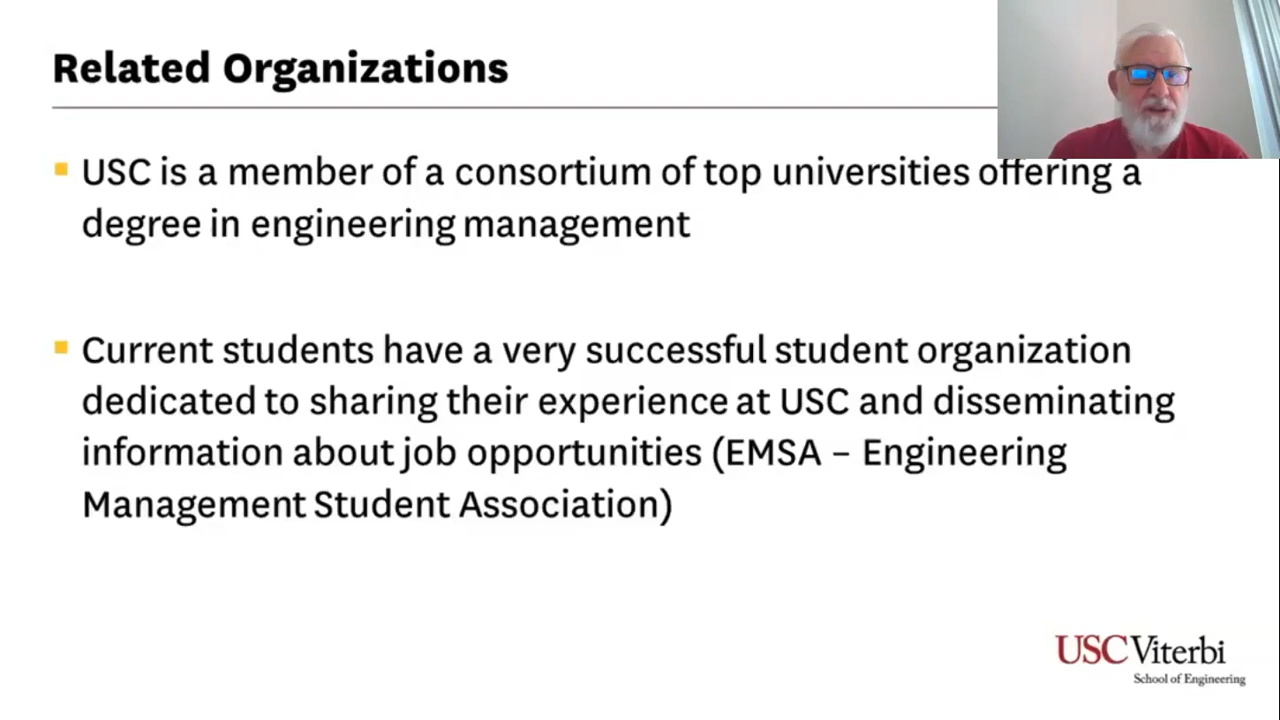 Related Organizations
USC is a member of a consortium of top universities offering a
degree in engineering management
Current students have a very successful student organization
dedicated to sharing their experience at USC and disseminating
information about job opportunities (EMSA – Engineering
Management Student Association)
USC Viterbi
School of Engineering